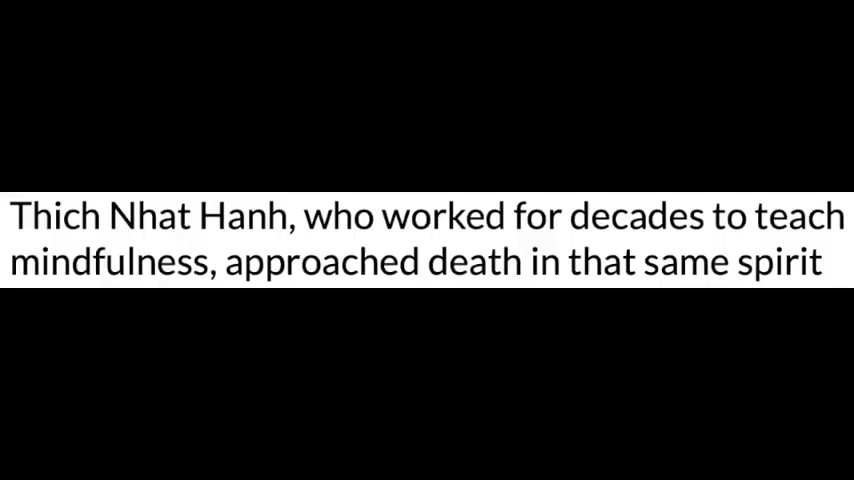 Thich Nhat Hanh, who worked for decades to teach
mindfulness, approached death in that same spirit